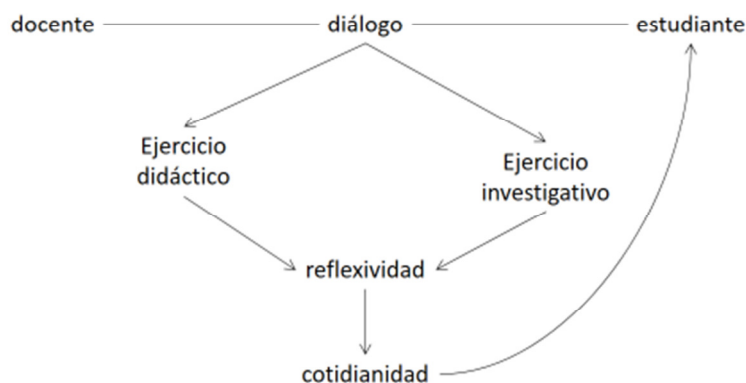 docente diálogo estudiante
Ejercicio
didáctico
Ejercicio
investigativo
reflexividad
cotidianidad